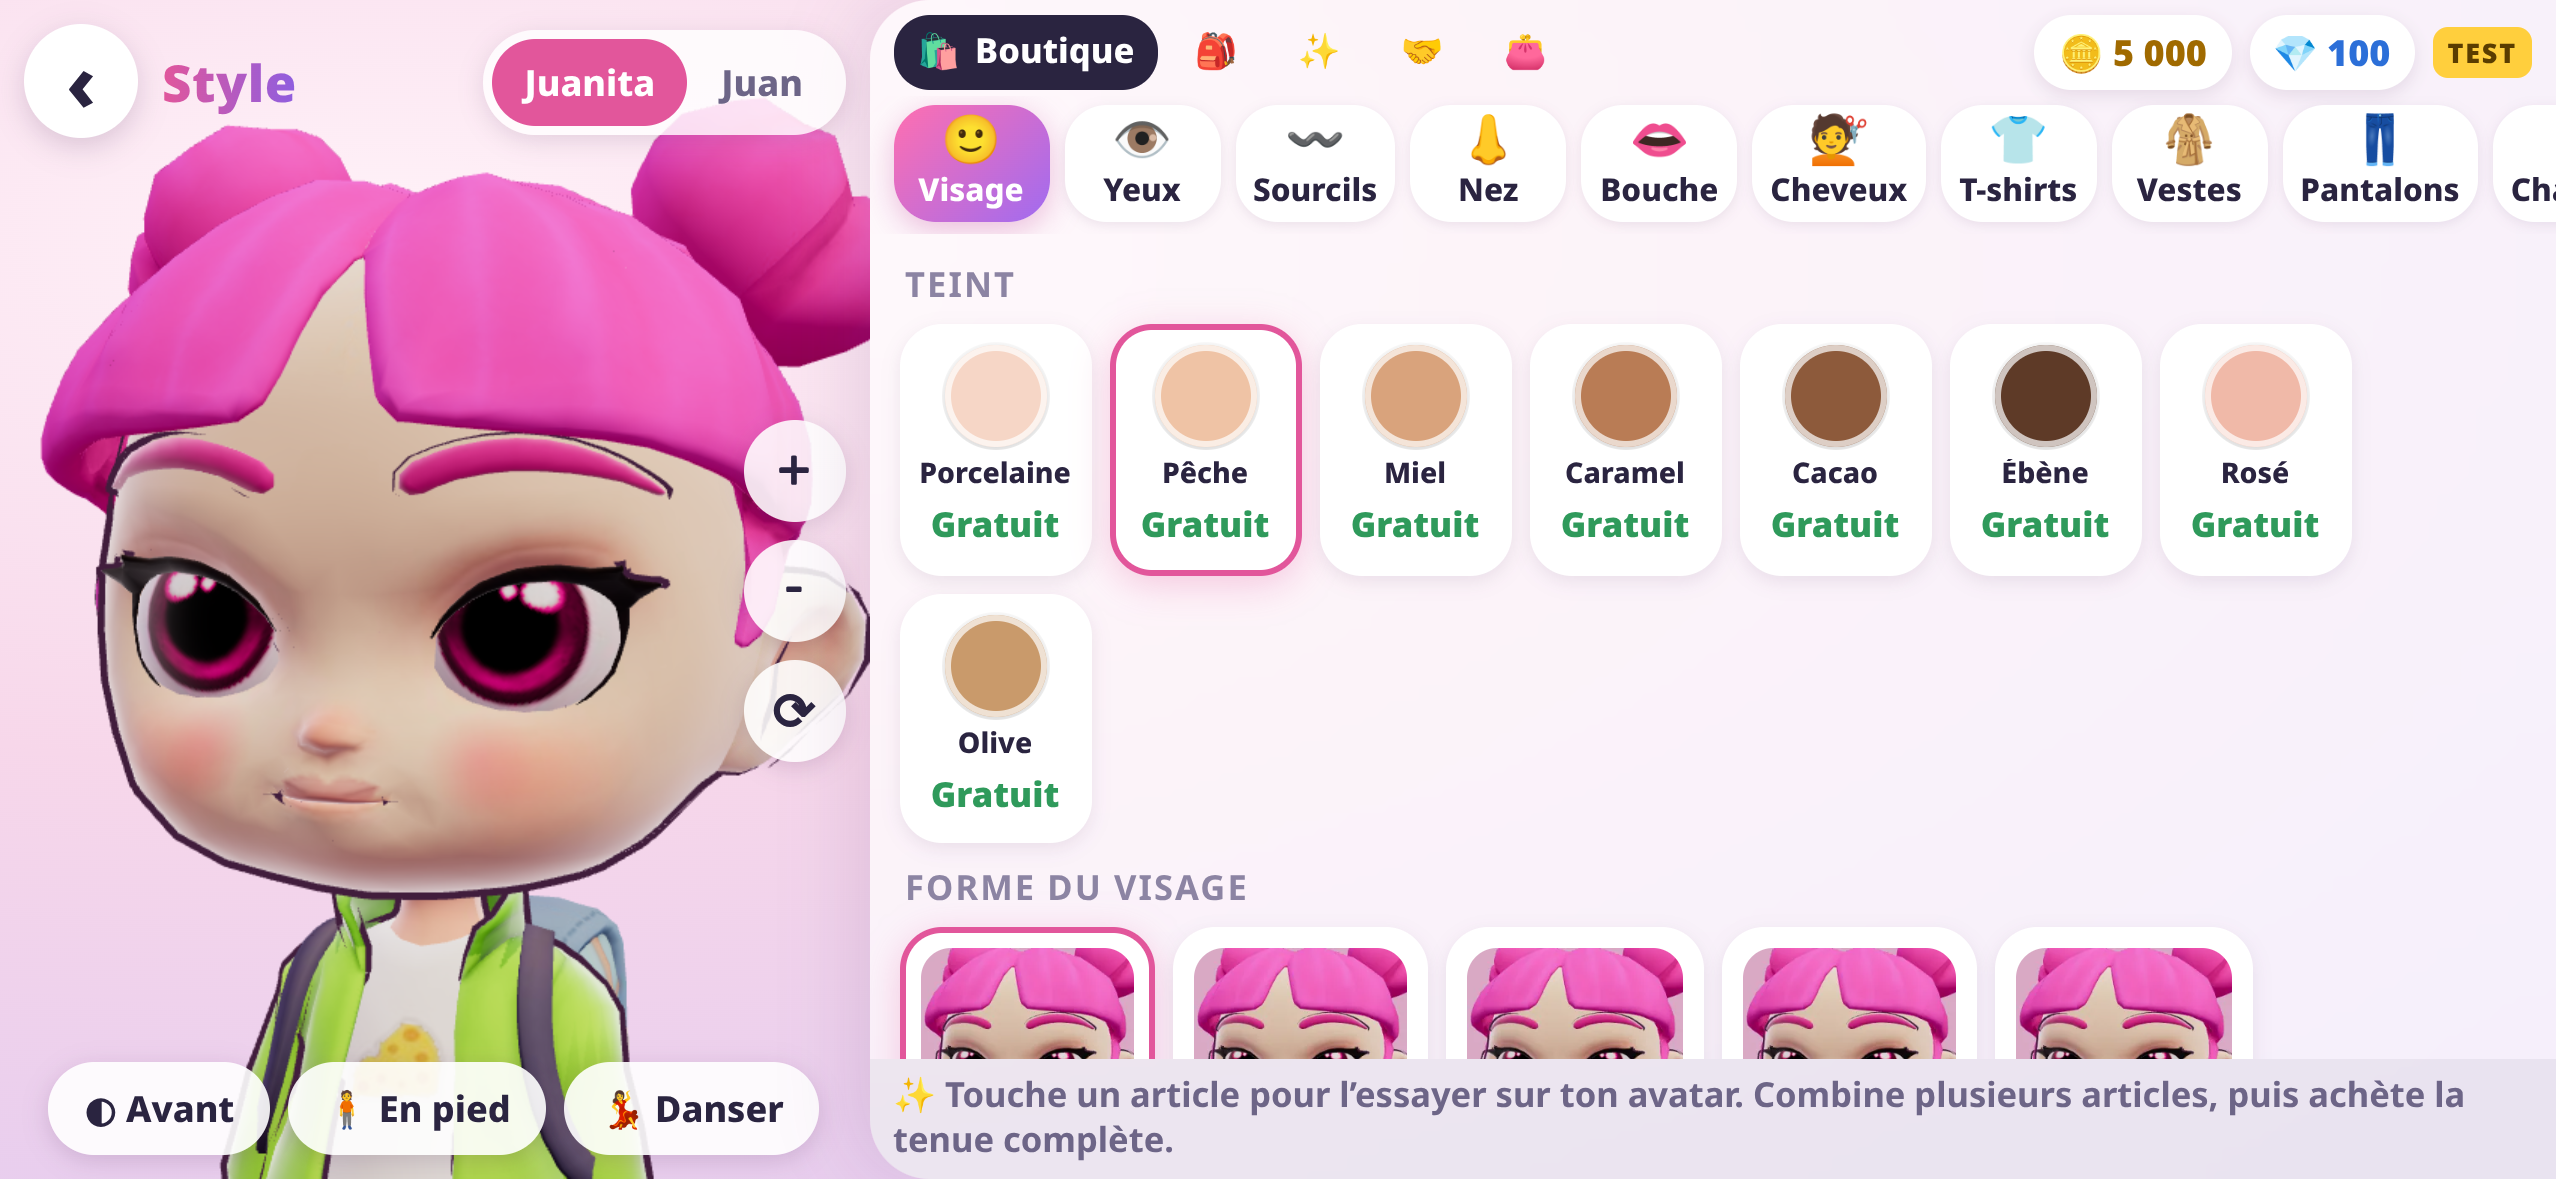 Style
Juanita
Juan
Boutique
5 000
100
TEST
Visage
Yeux
Sourcils
Nez
Bouche
Cheveux
T-shirts
Vestes
Pantalons
TEINT
Porcelaine
Gratuit
Pêche
Gratuit
Miel
Gratuit
Caramel
Gratuit
Cacao
Gratuit
Ébène
Gratuit
Rosé
Gratuit
Olive
Gratuit
FORME DU VISAGE
Avant
En pied
Danser
✨ Touche un article pour l’essayer sur ton avatar. Combine plusieurs articles, puis achète la
tenue complète.